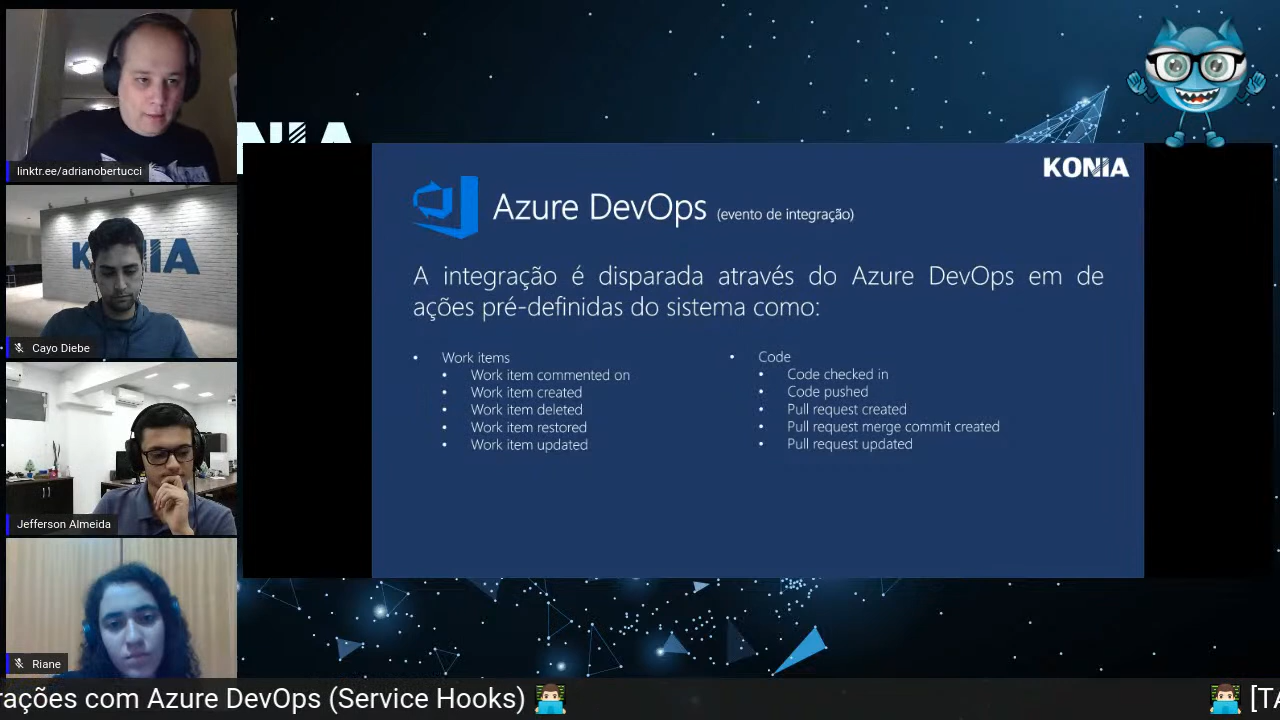 linktr.ee/adrianobertucci
KONIA
Cayo Diebe
Jefferson Almeida
Riane
NIA
KONIA
Azure DevOps (evento de integração)
A integração é disparada através do Azure DevOps em de
ações pré-definidas do sistema como:
• Work items
• Work item commented on
• Work item created
• Work item deleted
• Work item restored
• Work item updated
• Code
• Code checked in
• Code pushed
• Pull request created
• Pull request merge commit created
• Pull request updated
rações com Azure DevOps (Service Hooks)
[TA